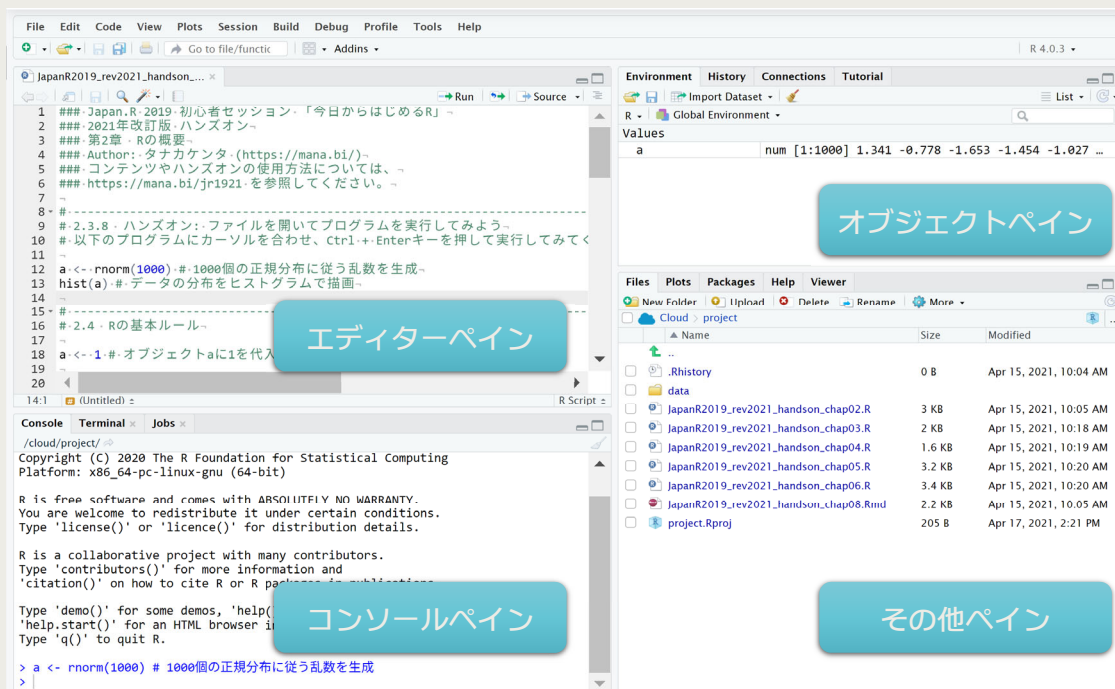 File Edit Code View Plots Session Build Debug Profile Tools Help
Go to file/functic Addins R 4.0.3
JapanR2019_rev2021_handson_...
Run Source
1 ### Japan.R 2019 初心者セッション、「今日からはじめるR」
2 ### 2021年改訂版 ハンズオン
3 ### 第2章 Rの概要
4 ### Author: タナカケンタ (https://mana.bi/)
5 ### コンテンツやハンズオンの使用方法については、
6 ### https://mana.bi/jr1921 を参照してください。
7
8 # ----------------------------------------
9 # 2.3.8 ハンズオン: ファイルを開いてプログラムを実行してみよう
10 # 以下のプログラムにカーソルを合わせ、Ctrl + Enterキーを押して実行してみてく
11
12 a <- rnorm(1000) # 1000個の正規分布に従う乱数を生成
13 hist(a) # データの分布をヒストグラムで描画
14
15 # ----------------------------------------
16 # 2.4 Rの基本ルール
17
18 a <- 1 # オブジェクトaに1を代入
19
20
エディターペイン
14:1 (Untitled) R Script
Console Terminal Jobs
/cloud/project/
Copyright (C) 2020 The R Foundation for Statistical Computing
Platform: x86_64-pc-linux-gnu (64-bit)
R is free software and comes with ABSOLUTELY NO WARRANTY.
You are welcome to redistribute it under certain conditions.
Type 'license()' or 'licence()' for distribution details.
R is a collaborative project with many contributors.
Type 'contributors()' for more information and
'citation()' on how to cite R or R packages in publications.
Type 'demo()' for some demos, 'help(
'help.start()' for an HTML browser i
Type 'q()' to quit R.
> a <- rnorm(1000) # 1000個の正規分布に従う乱数を生成
>
コンソールペイン
Environment History Connections Tutorial
Import Dataset List
R Global Environment
Values
a num [1:1000] 1.341 -0.778 -1.653 -1.454 -1.027 …
オブジェクトペイン
Files Plots Packages Help Viewer
New Folder Upload Delete Rename More
Cloud > project
Name Size Modified
..
.Rhistory 0 B Apr 15, 2021, 10:04 AM
data
JapanR2019_rev2021_handson_chap02.R 3 KB Apr 15, 2021, 10:05 AM
JapanR2019_rev2021_handson_chap03.R 2 KB Apr 15, 2021, 10:18 AM
JapanR2019_rev2021_handson_chap04.R 1.6 KB Apr 15, 2021, 10:19 AM
JapanR2019_rev2021_handson_chap05.R 3.2 KB Apr 15, 2021, 10:20 AM
JapanR2019_rev2021_handson_chap06.R 3.4 KB Apr 15, 2021, 10:20 AM
JapanR2019_rev2021_handson_chap08.Rmd 2.2 KB Apr 15, 2021, 10:05 AM
project.Rproj 205 B Apr 17, 2021, 2:21 PM
その他ペイン